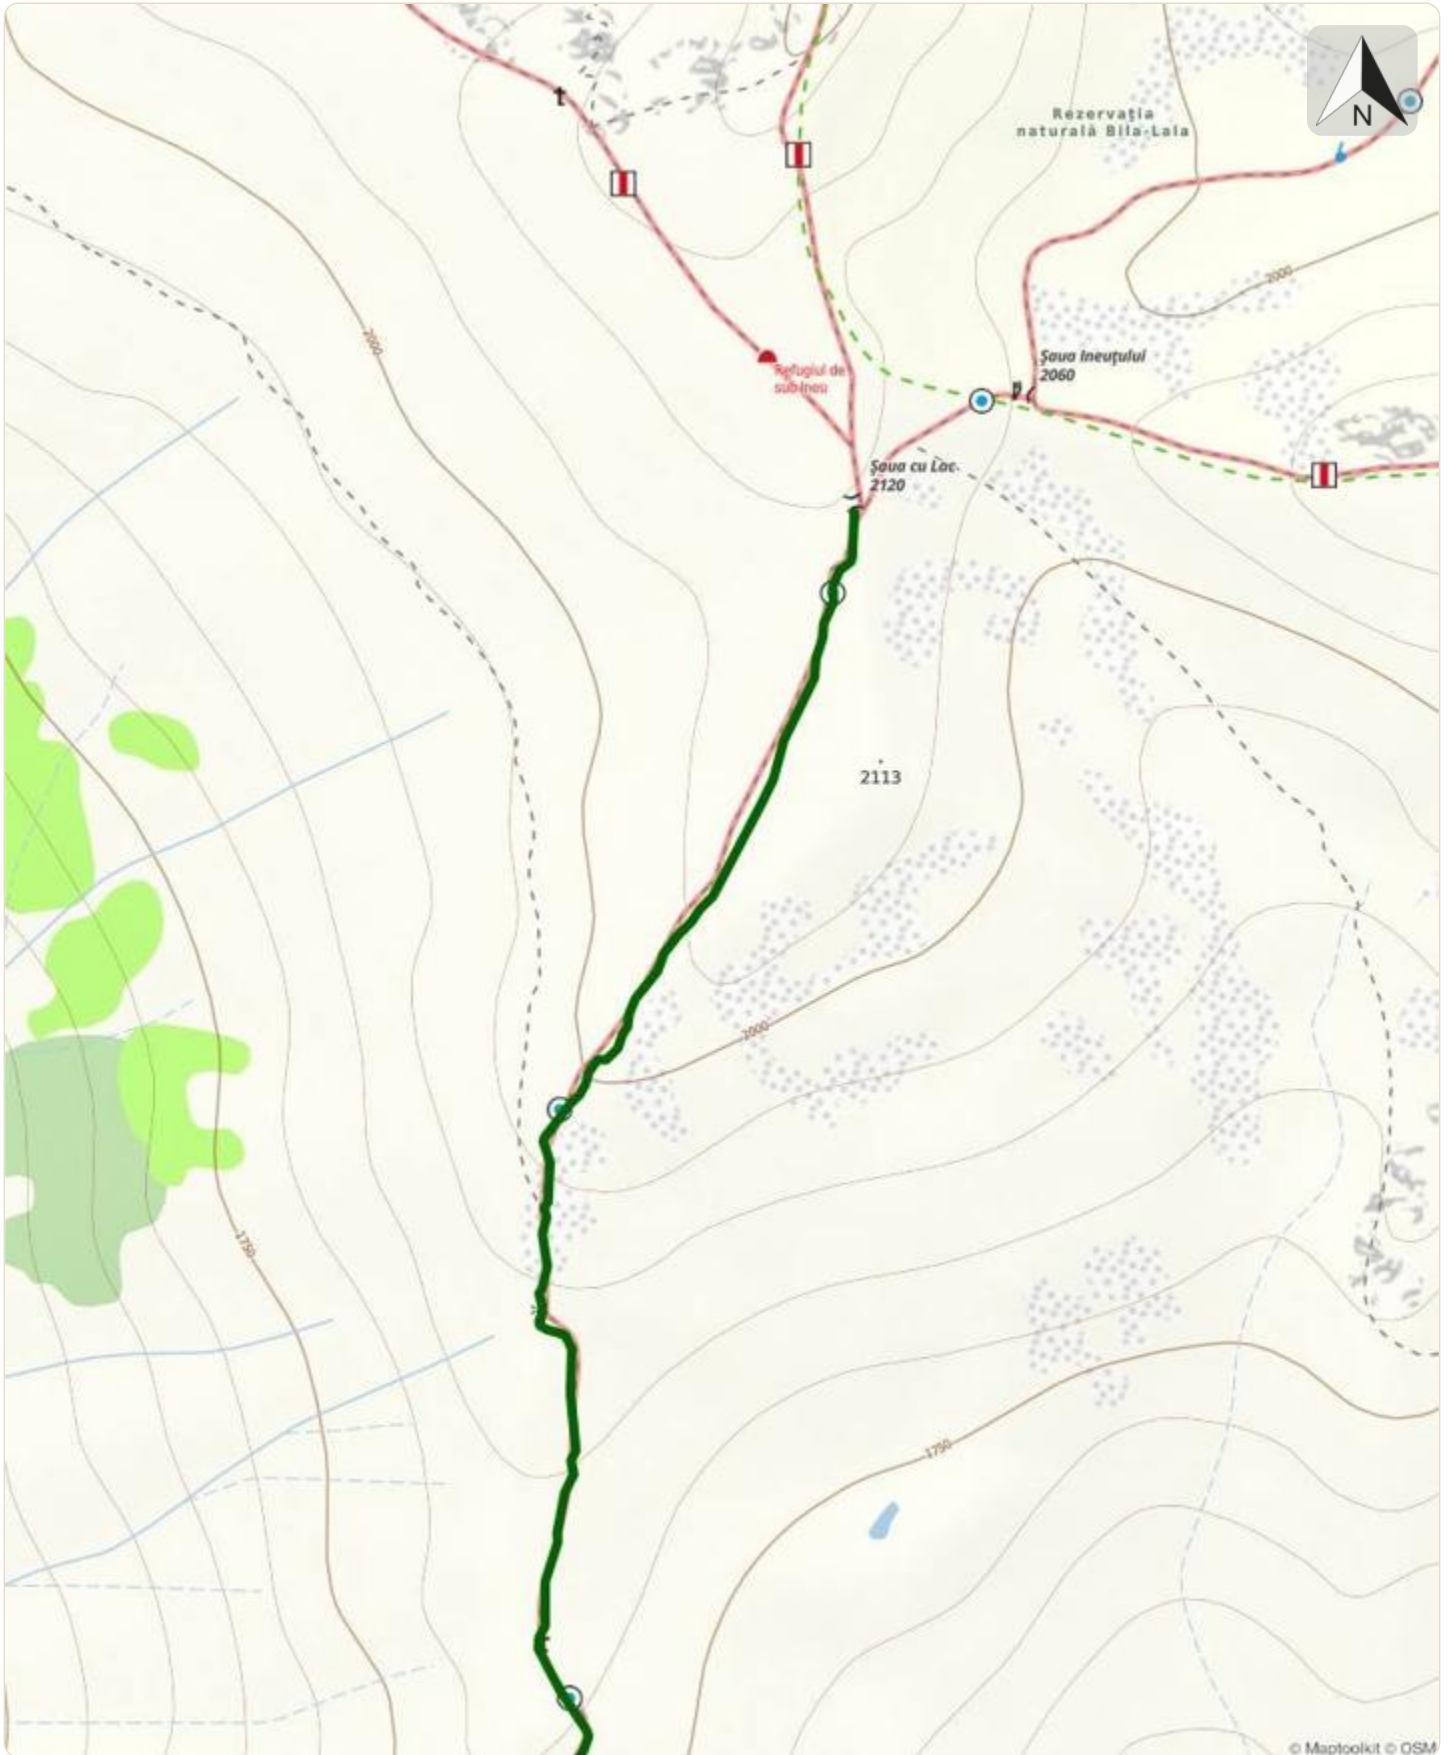 N
Rezervația
naturală Bila-Lala
2000
2000
Șaua Ineuțului
2060
Refugiul de
sub Ineu
Șaua cu Lac
2120
2113
2000
1750
1750
© Maptoolkit © OSM